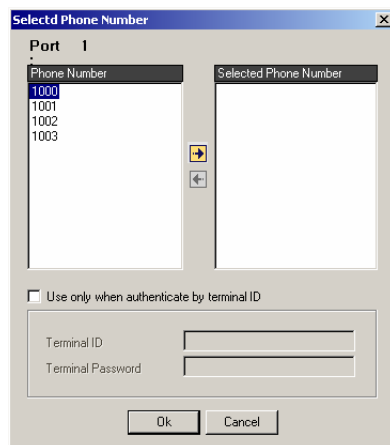 Selectd Phone Number
Port 1
:
Phone Number
Selected Phone Number
1000
1001
1002
1003
Use only when authenticate by terminal ID
Terminal ID
Terminal Password
Ok
Cancel